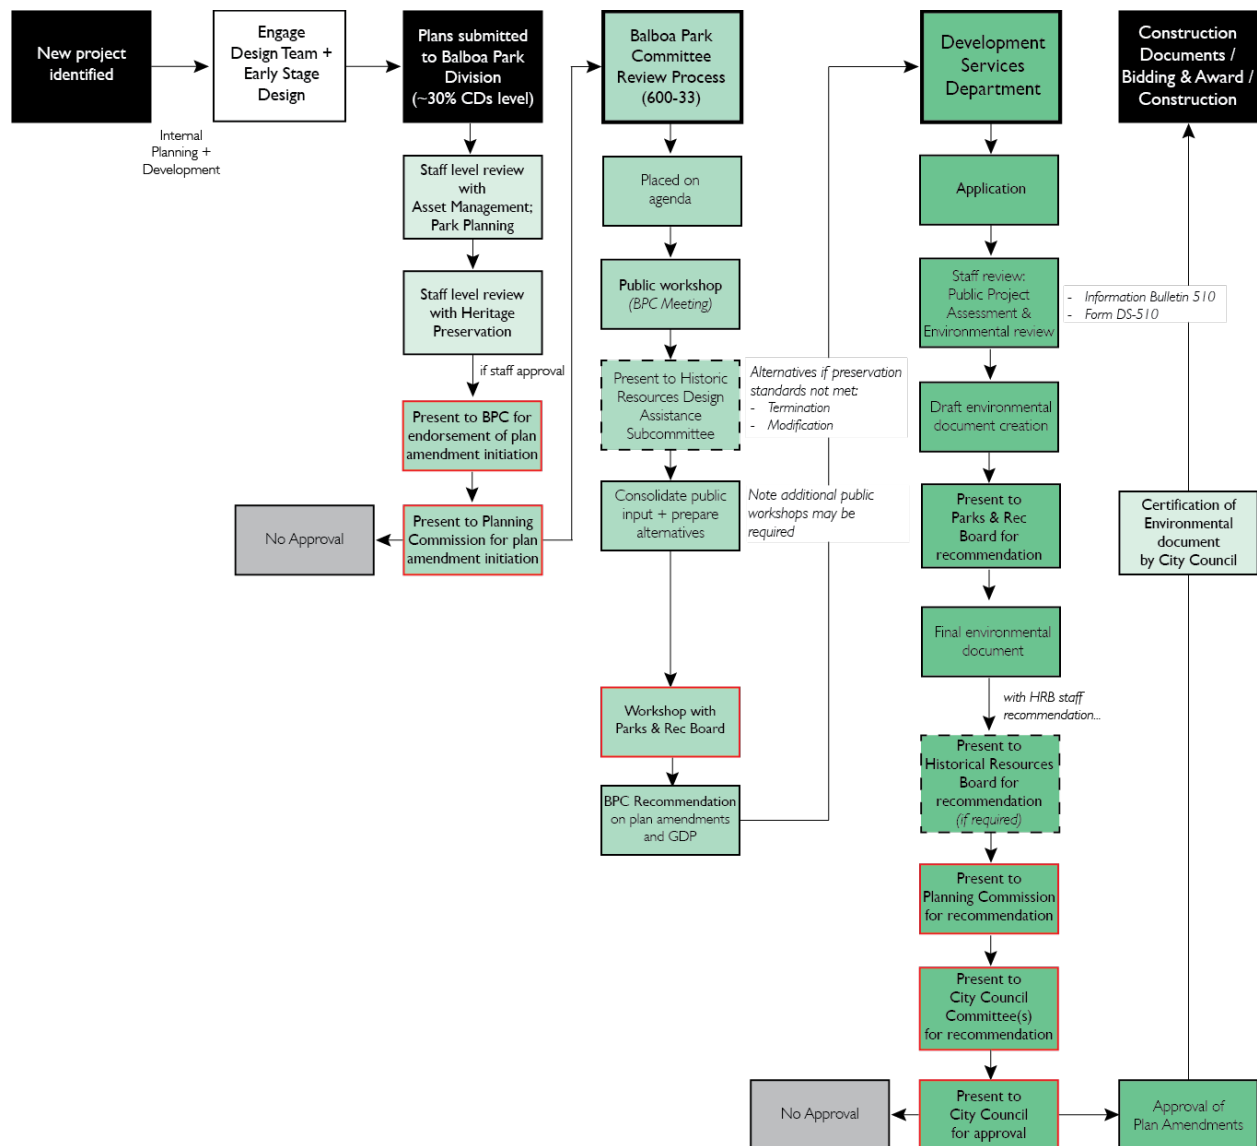 New project
identified
Internal
Planning +
Development
Engage
Design Team +
Early Stage
Design
Plans submitted
to Balboa Park
Division
(~30% CDs level)
Staff level review
with
Asset Management;
Park Planning
Staff level review
with Heritage
Preservation
if staff approval
Present to BPC for
endorsement of plan
amendment initiation
Present to Planning
Commission for plan
amendment initiation
No Approval
Balboa Park
Committee
Review Process
(600-33)
Placed on
agenda
Public workshop
(BPC Meeting)
Present to Historic
Resources Design
Assistance
Subcommittee
Alternatives if preservation
standards not met:
- Termination
- Modification
Consolidate public
input + prepare
alternatives
Note additional public
workshops may be
required
Workshop with
Parks & Rec Board
BPC Recommendation
on plan amendments
and GDP
Development
Services
Department
Application
Staff review:
Public Project
Assessment &
Environmental review
- Information Bulletin 510
- Form DS-510
Draft environmental
document creation
Present to
Parks & Rec
Board for
recommendation
Final environmental
document
with HRB staff
recommendation...
Present to
Historical Resources
Board for
recommendation
(if required)
Present to
Planning Commission
for recommendation
Present to
City Council
Committee(s)
for recommendation
Present to
City Council
for approval
No Approval
Approval of
Plan Amendments
Certification of
Environmental
document
by City Council
Construction
Documents /
Bidding & Award /
Construction